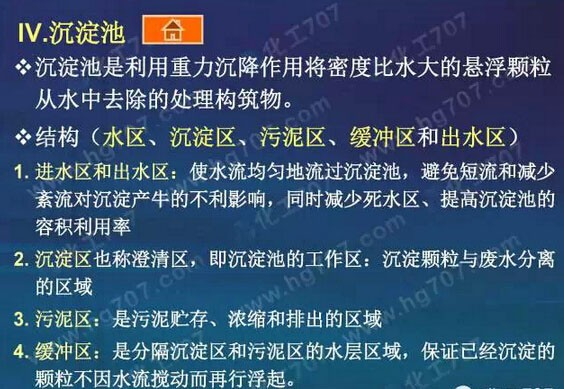 IV.沉淀池
❖沉淀池是利用重力沉降作用将密度比水大的悬浮颗粒
从水中去除的处理构筑物。
❖结构（水区、沉淀区、污泥区、缓冲区和出水区）
1. 进水区和出水区：使水流均匀地流过沉淀池，避免短流和减少
紊流对沉淀产牛的不利影响，同时减少死水区、提高沉淀池的
容积利用率
2. 沉淀区也称澄清区，即沉淀池的工作区：沉淀颗粒与废水分离
的区域
3. 污泥区：是污泥贮存、浓缩和排出的区域
4. 缓冲区：是分隔沉淀区和污泥区的水层区域，保证已经沉淀的
颗粒不因水流搅动而再行浮起。
www.hg707.com
化工707